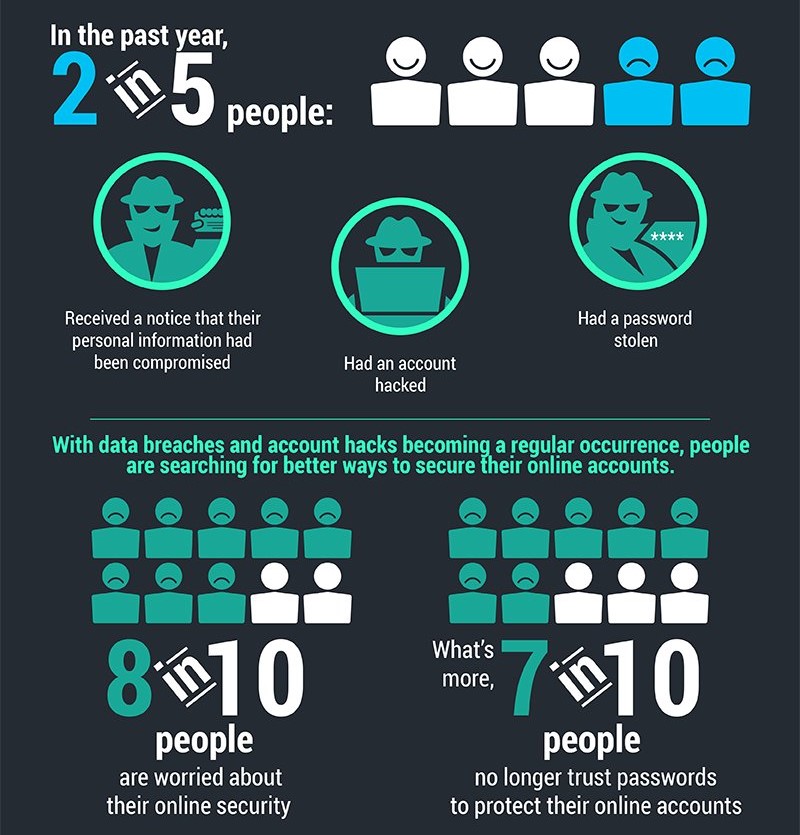 In the past year,
2 in 5 people:
****
Received a notice that their
personal information had
been compromised
Had an account
hacked
Had a password
stolen
With data breaches and account hacks becoming a regular occurrence, people
are searching for better ways to secure their online accounts.
8 in 10
people
are worried about
their online security
What's
more,
7 in 10
people
no longer trust passwords
to protect their online accounts